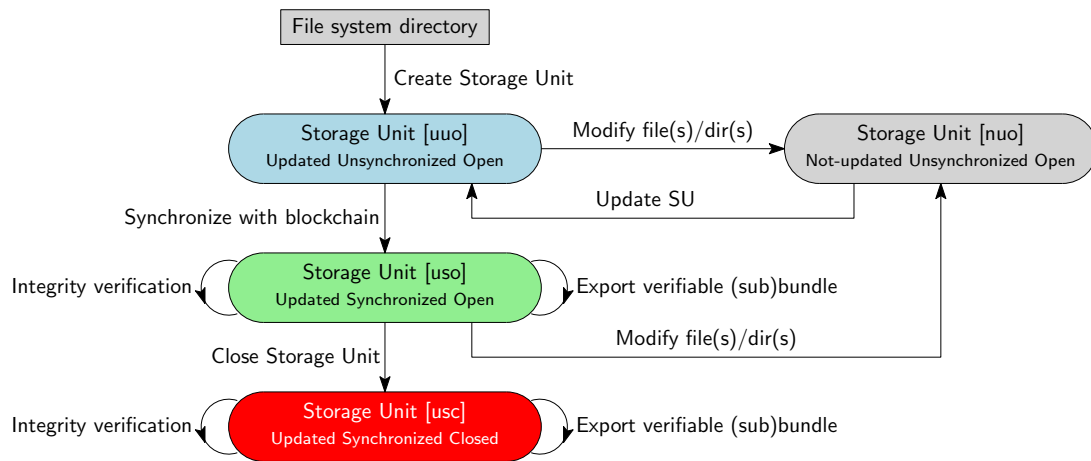 File system directory
Create Storage Unit
Storage Unit [uuo]
Updated Unsynchronized Open
Modify file(s)/dir(s)
Storage Unit [nuo]
Not-updated Unsynchronized Open
Update SU
Synchronize with blockchain
Integrity verification
Storage Unit [uso]
Updated Synchronized Open
Export verifiable (sub)bundle
Modify file(s)/dir(s)
Close Storage Unit
Integrity verification
Storage Unit [usc]
Updated Synchronized Closed
Export verifiable (sub)bundle